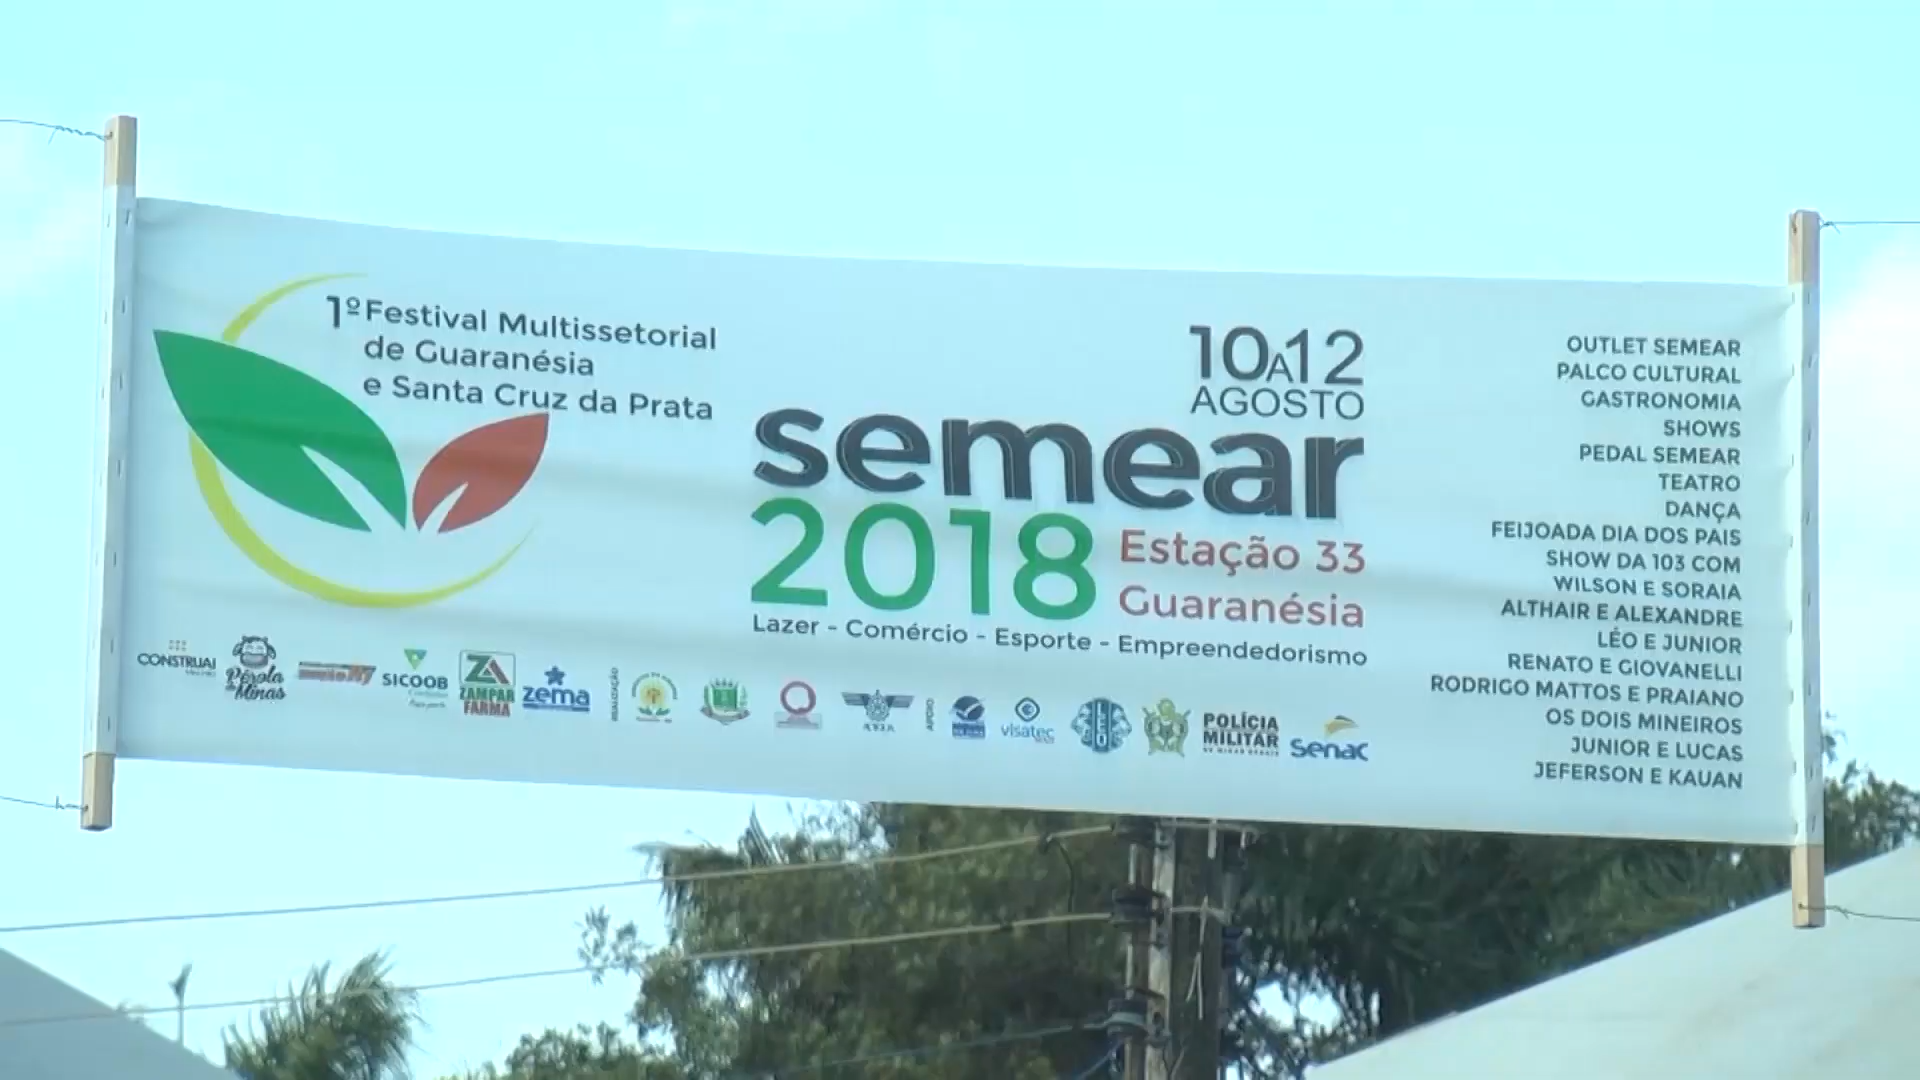 1º Festival Multissetorial
de Guaranésia
e Santa Cruz da Prata
10 A 12
AGOSTO
semear
2018
Estação 33
Guaranésia
Lazer - Comércio - Esporte - Empreendedorismo
OUTLET SEMEAR
PALCO CULTURAL
GASTRONOMIA
SHOWS
PEDAL SEMEAR
TEATRO
DANÇA
FEIJOADA DIA DOS PAIS
SHOW DA 103 COM
WILSON E SORAIA
ALTHAIR E ALEXANDRE
LÉO E JUNIOR
RENATO E GIOVANELLI
RODRIGO MATTOS E PRAIANO
OS DOIS MINEIROS
JUNIOR E LUCAS
JEFERSON E KAUAN
CONSTRUAI
Pérola
de Minas
SICOOB
ZA
ZAMPAR
FARMA
zema
REALIZAÇÃO
APOIO
visatec
POLÍCIA
MILITAR
DE MINAS GERAIS
Senac